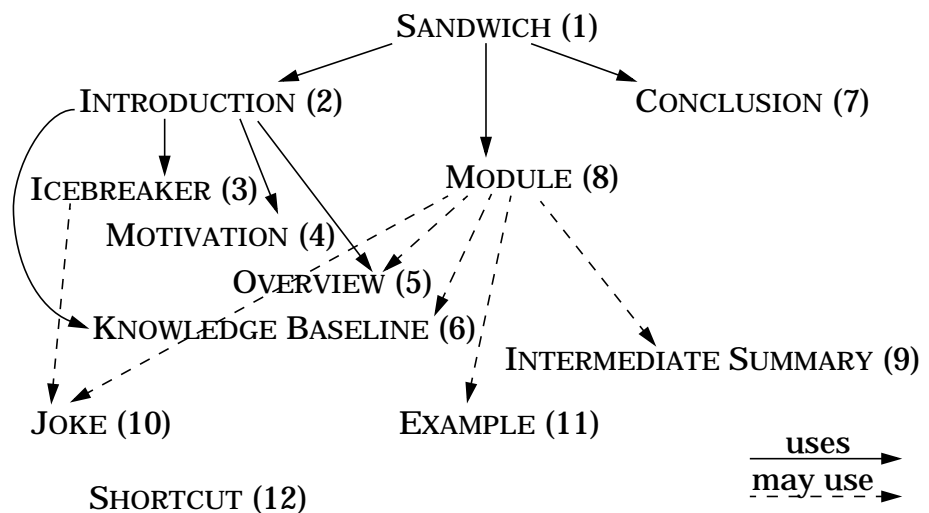 SANDWICH (1)
INTRODUCTION (2)
CONCLUSION (7)
ICEBREAKER (3)
MODULE (8)
MOTIVATION (4)
OVERVIEW (5)
KNOWLEDGE BASELINE (6)
INTERMEDIATE SUMMARY (9)
JOKE (10)
EXAMPLE (11)
uses
may use
SHORTCUT (12)